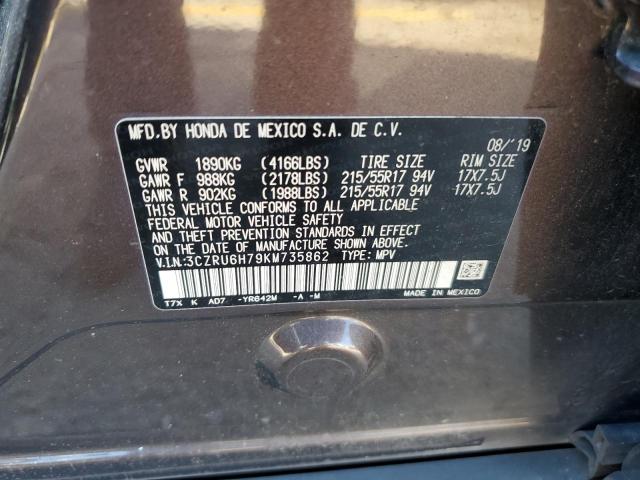 MFD.BY HONDA DE MEXICO S.A. DE C.V.
08/'19
GVWR 1890KG (4166LBS) TIRE SIZE RIM SIZE
GAWR F 988KG (2178LBS) 215/55R17 94V 17X7.5J
GAWR R 902KG (1988LBS) 215/55R17 94V 17X7.5J
THIS VEHICLE CONFORMS TO ALL APPLICABLE
FEDERAL MOTOR VEHICLE SAFETY
AND THEFT PREVENTION STANDARDS IN EFFECT
ON THE DATE OF MANUFACTURE SHOWN ABOVE.
V.I.N:3CZRU6H79KM735862 TYPE: MPV
T7X K AD7 -YR642M -A -M MADE IN MEXICO